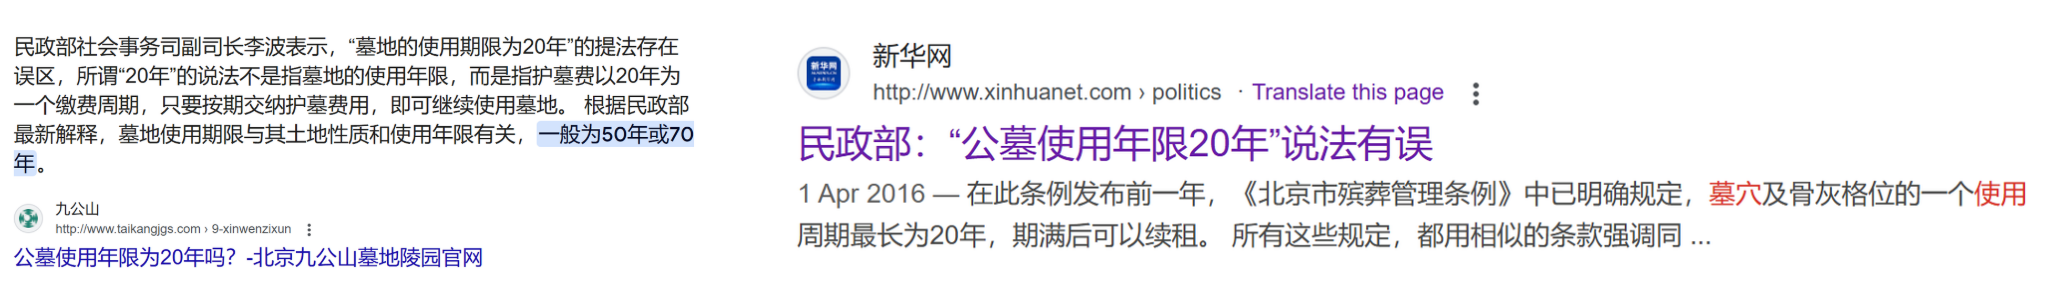 民政部社会事务司副司长李波表示，“墓地的使用期限为20年”的提法存在
误区，所谓“20年”的说法不是指墓地的使用年限，而是指护墓费以20年为
一个缴费周期，只要按期交纳护墓费用，即可继续使用墓地。 根据民政部
最新解释，墓地使用期限与其土地性质和使用年限有关，一般为50年或70
年。
九公山
http://www.taikangjgs.com › 9-xinwenzixun
公墓使用年限为20年吗？-北京九公山墓地陵园官网
新华网
新华网
http://www.xinhuanet.com › politics · Translate this page
民政部：“公墓使用年限20年”说法有误
1 Apr 2016 — 在此条例发布前一年，《北京市殡葬管理条例》中已明确规定，墓穴及骨灰格位的一个使用
周期最长为20年，期满后可以续租。 所有这些规定，都用相似的条款强调同 ...